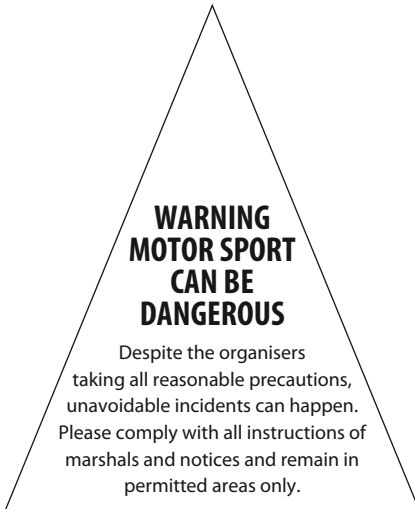 WARNING
MOTOR SPORT
CAN BE
DANGEROUS
Despite the organisers
taking all reasonable precautions,
unavoidable incidents can happen.
Please comply with all instructions of
marshals and notices and remain in
permitted areas only.